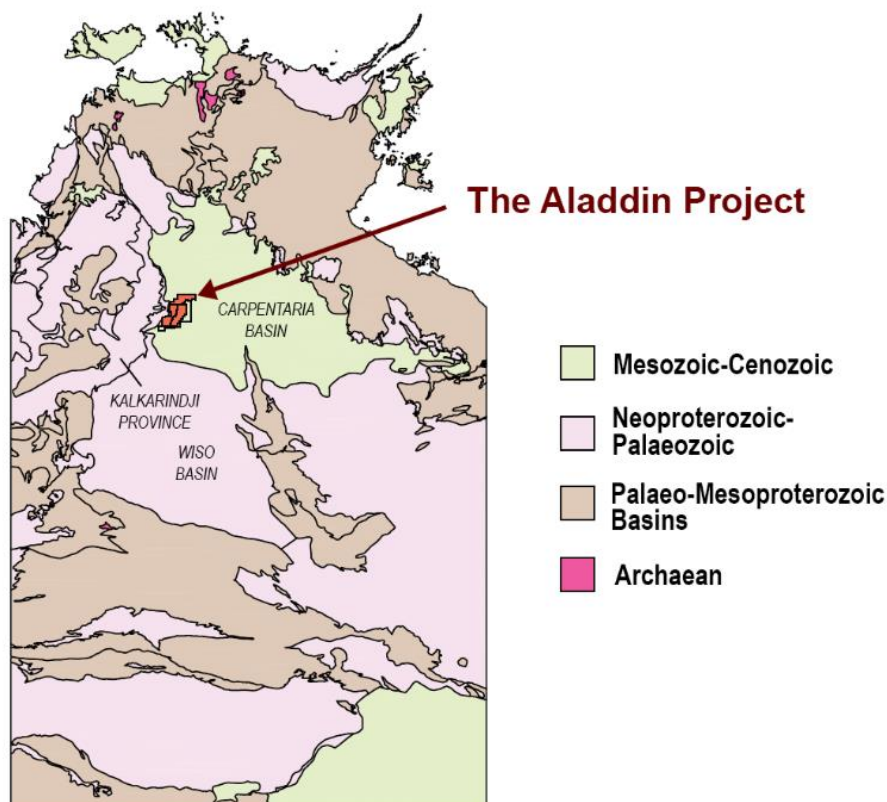 The Aladdin Project
CARPENTARIA
BASIN
KALKARINDJI
PROVINCE
WISO
BASIN
Mesozoic-Cenozoic
Neoproterozoic-
Palaeozoic
Palaeo-Mesoproterozoic
Basins
Archaean